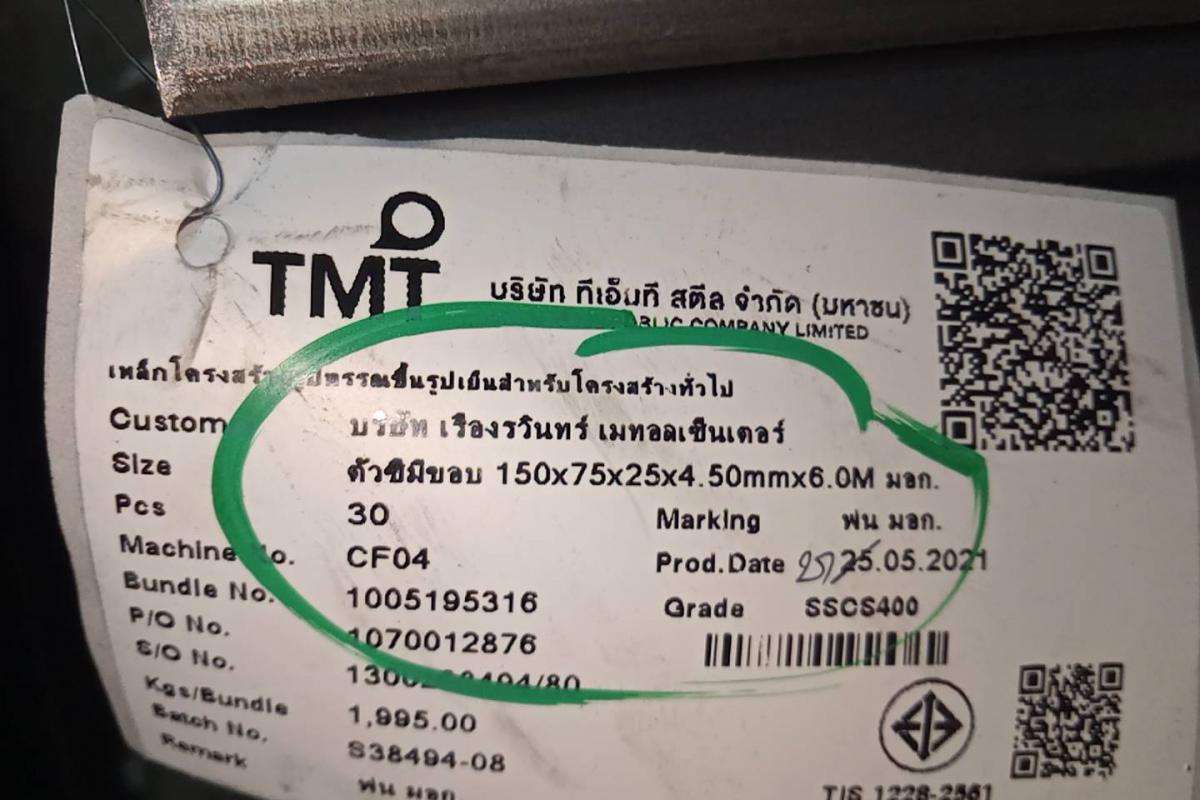 TMT
บริษัท ทีเอ็มที สตีล จำกัด (มหาชน)
COMPANY LIMITED
เหล็กโครงสร้างรูปพรรณขึ้นรูปเย็นสำหรับโครงสร้างทั่วไป
Custom บริษัท เรืองรวินทร์ เมทอลเซ็นเตอร์
Size ตัวซีมีขอบ 150x75x25x4.50mmx6.0M มอก.
Pcs 30 Marking พ่น มอก.
Machine No. CF04 Prod.Date 25.05.2021
Bundle No. 1005195316 Grade SSCS400
P/O No. 1070012876
S/O No.
Kgs/Bundle 1,995.00
Batch No. S38494-08
Remark พ่น มอก
TIS 1228-2561